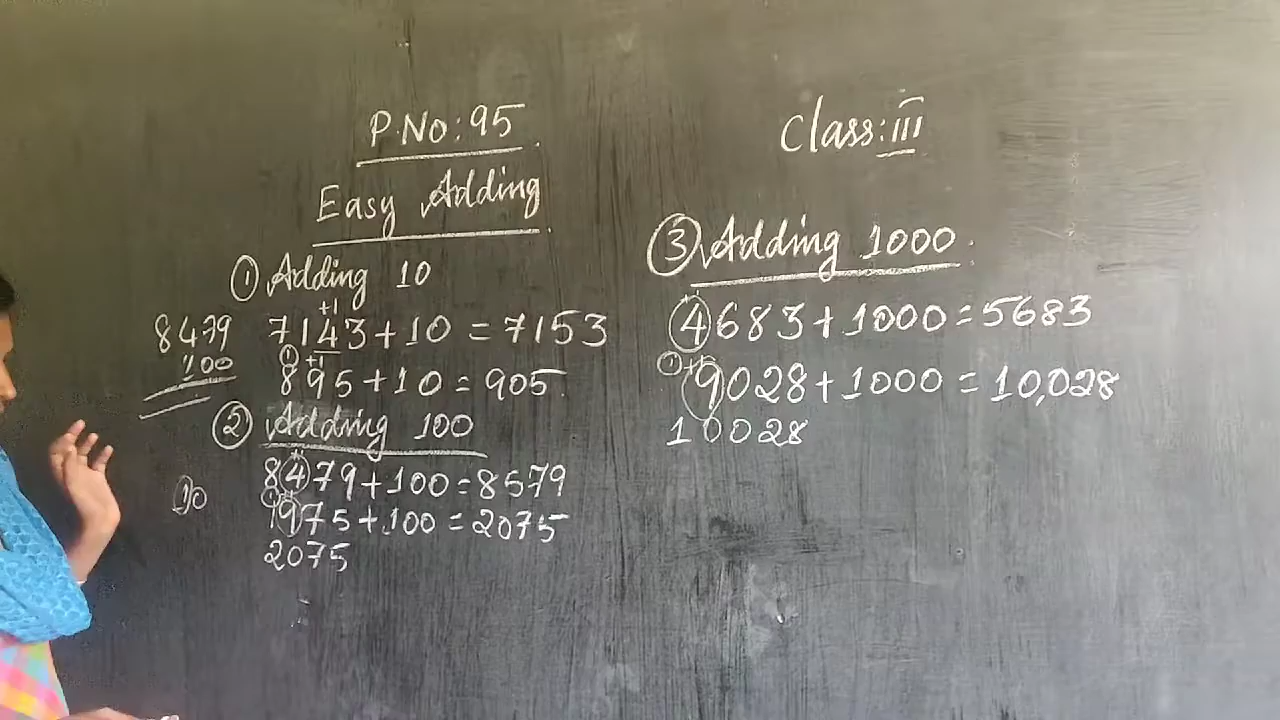 P.No: 95
Easy Adding
① Adding 10
+1
7143 + 10 = 7153
① +1
895 + 10 = 905
8479
100
② Adding 100
8479 + 100 = 8579
①
1975 + 100 = 2075
2075
10
Class: III
③ Adding 1000.
4683 + 1000 = 5683
①
9028 + 1000 = 10,028
10028